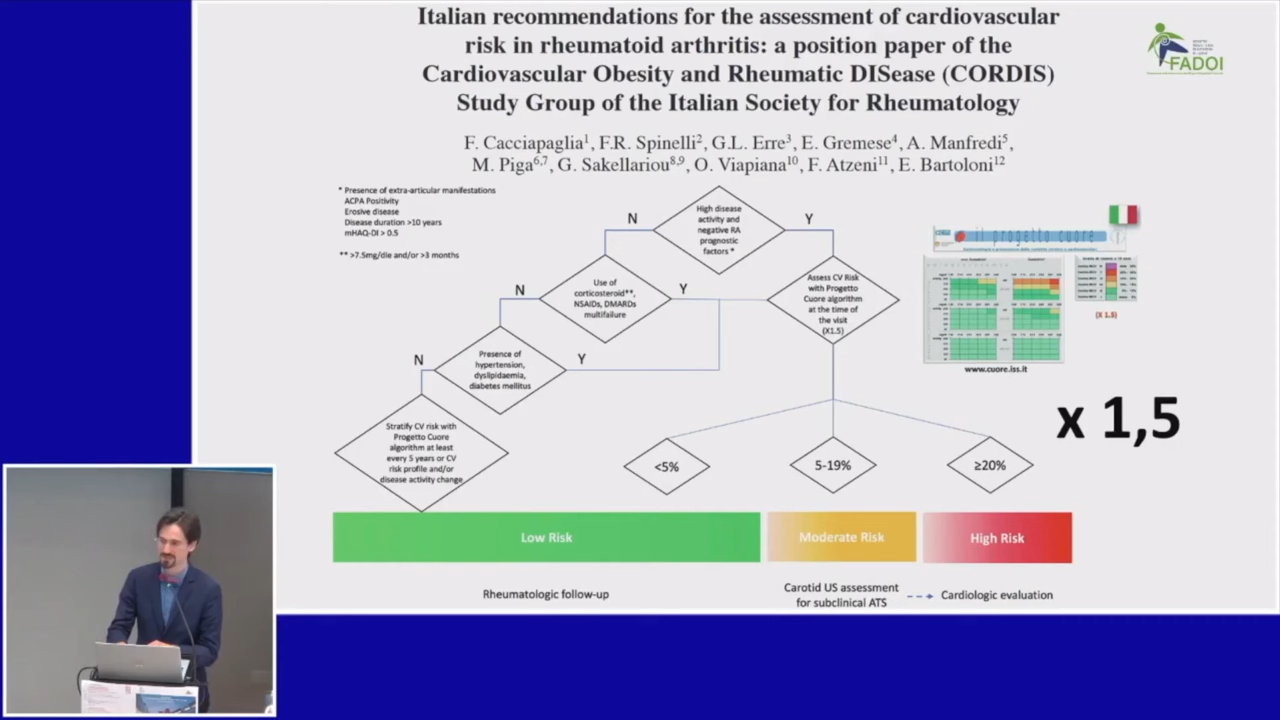 Italian recommendations for the assessment of cardiovascular
risk in rheumatoid arthritis: a position paper of the
Cardiovascular Obesity and Rheumatic DISease (CORDIS)
Study Group of the Italian Society for Rheumatology
FADOI
F. Cacciapaglia1, F.R. Spinelli2, G.L. Erre3, E. Gremese4, A. Manfredi5,
M. Piga6,7, G. Sakellariou8,9, O. Viapiana10, F. Atzeni11, E. Bartoloni12
* Presence of extra-articular manifestations
ACPA Positivity
Erosive disease
Disease duration >10 years
mHAQ-DI > 0.5
** >7.5mg/die and/or >3 months
N
High disease
activity and
negative RA
prognostic
factors *
Y
N
Use of
corticosteroid**,
NSAIDs, DMARDs
multifailure
Y
Assess CV Risk
with Progetto
Cuore algorithm
at the time of
the visit
(X1.5)
il progetto cuore
(X 1.5)
www.cuore.iss.it
N
Presence of
hypertension,
dyslipidaemia,
diabetes mellitus
Y
x 1,5
Stratify CV risk with
Progetto Cuore
algorithm at least
every 5 years or CV
risk profile and/or
disease activity change
<5%
5-19%
≥20%
Low Risk
Moderate Risk
High Risk
Rheumatologic follow-up
Carotid US assessment
for subclinical ATS
Cardiologic evaluation